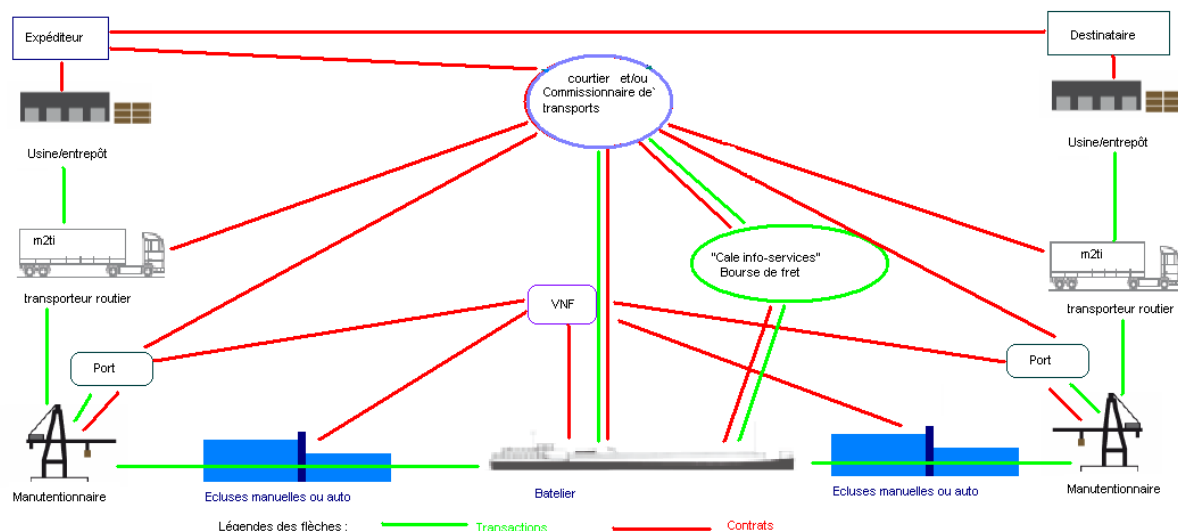 Expéditeur
Destinataire
courtier et/ou
Commissionnaire de`
transports
Usine/entrepôt
Usine/entrepôt
m2ti
m2ti
"Cale info-services"
Bourse de fret
transporteur routier
VNF
transporteur routier
Port
Port
Manutentionnaire
Ecluses manuelles ou auto
Batelier
Ecluses manuelles ou auto
Manutentionnaire
Légendes des flèches :
Transactions
Contrats